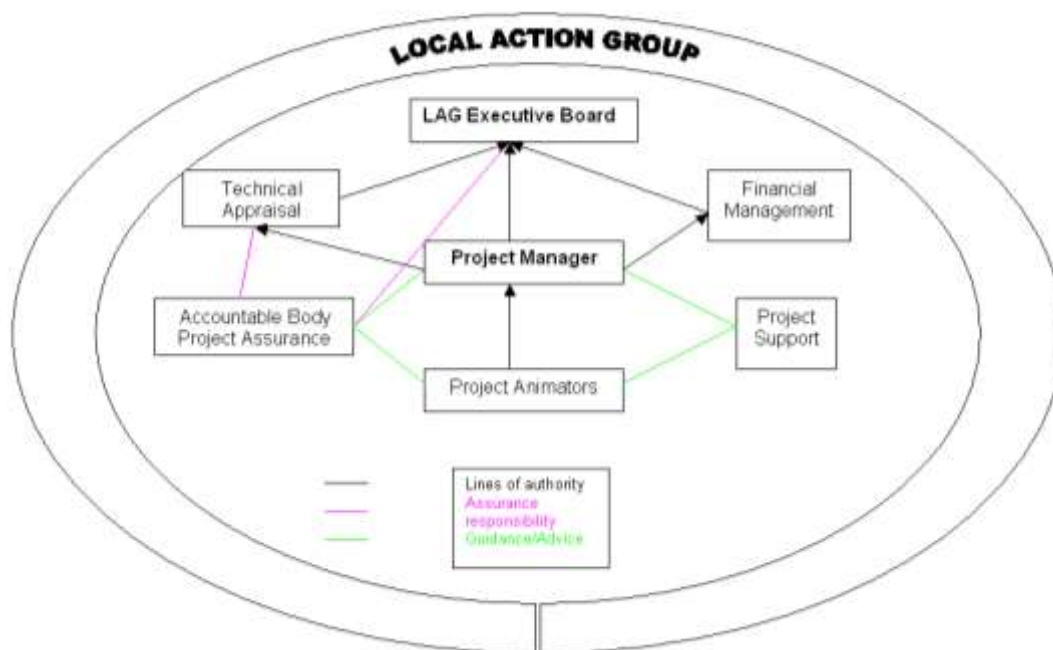 LOCAL ACTION GROUP
LAG Executive Board
Technical
Appraisal
Financial
Management
Project Manager
Accountable Body
Project Assurance
Project
Support
Project Animators
Lines of authority
Assurance
responsibility
Guidance/Advice